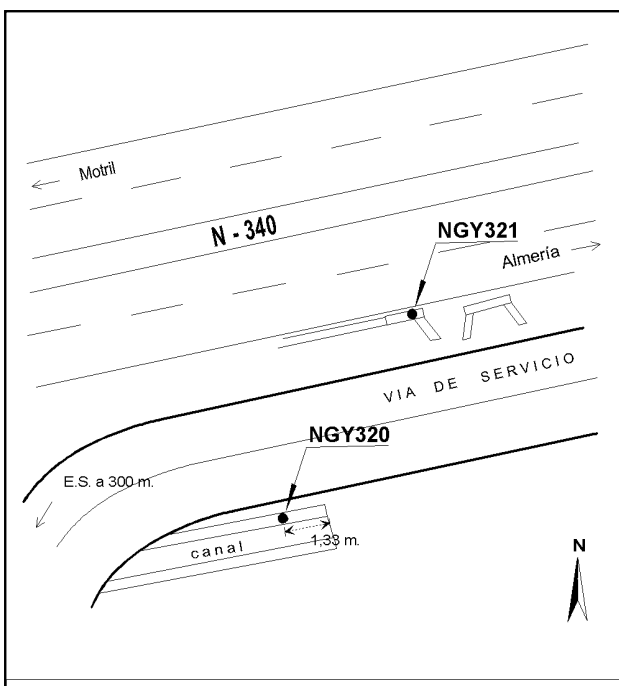 Motril
N - 340
NGY321
Almería
VIA DE SERVICIO
NGY320
E.S. a 300 m.
canal
1,33 m.
N